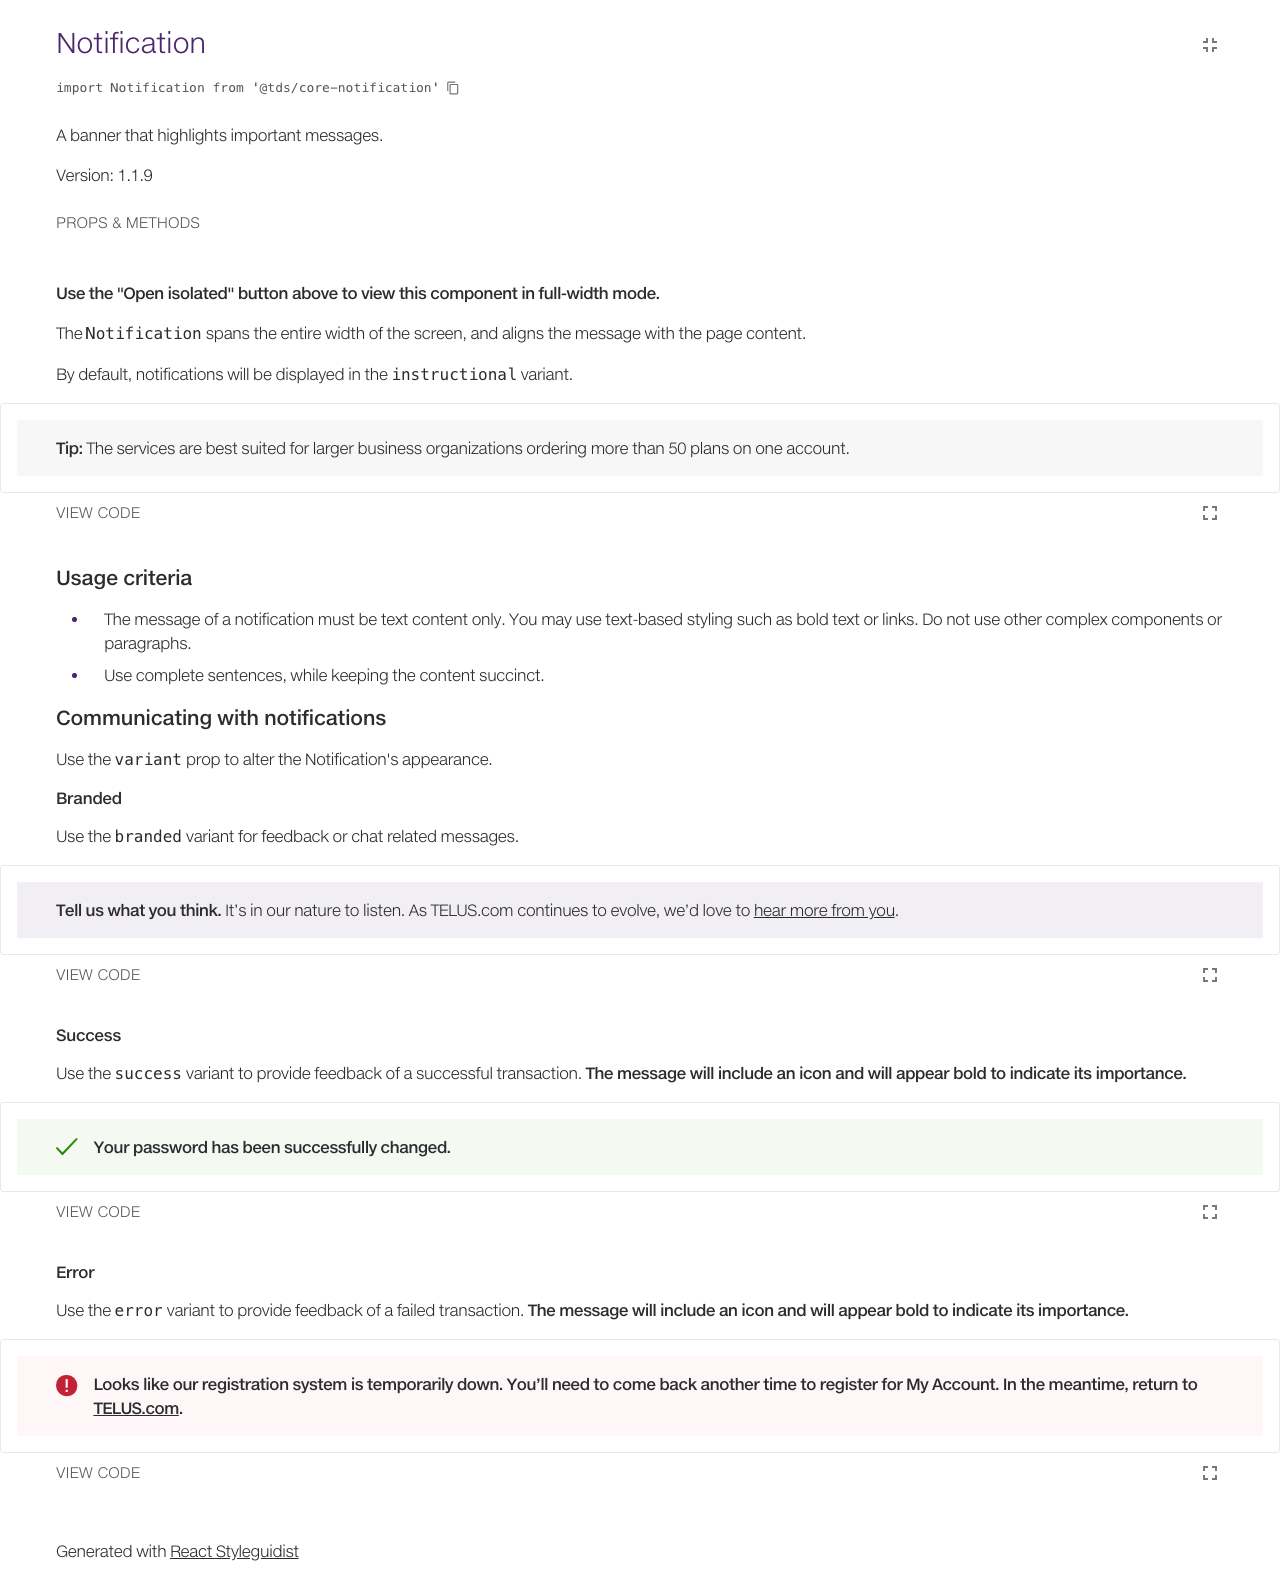 Notification
import Notification from '@tds/core-notification'
A banner that highlights important messages.
Version: 1.1.9
PROPS & METHODS
Use the "Open isolated" button above to view this component in full-width mode.
The Notification spans the entire width of the screen, and aligns the message with the page content.
By default, notifications will be displayed in the instructional variant.
Tip: The services are best suited for larger business organizations ordering more than 50 plans on one account.
VIEW CODE
Usage criteria
• The message of a notification must be text content only. You may use text-based styling such as bold text or links. Do not use other complex components or
paragraphs.
• Use complete sentences, while keeping the content succinct.
Communicating with notifications
Use the variant prop to alter the Notification's appearance.
Branded
Use the branded variant for feedback or chat related messages.
Tell us what you think. It’s in our nature to listen. As TELUS.com continues to evolve, we’d love to hear more from you.
VIEW CODE
Success
Use the success variant to provide feedback of a successful transaction. The message will include an icon and will appear bold to indicate its importance.
Your password has been successfully changed.
VIEW CODE
Error
Use the error variant to provide feedback of a failed transaction. The message will include an icon and will appear bold to indicate its importance.
Looks like our registration system is temporarily down. You’ll need to come back another time to register for My Account. In the meantime, return to
TELUS.com.
VIEW CODE
Generated with React Styleguidist